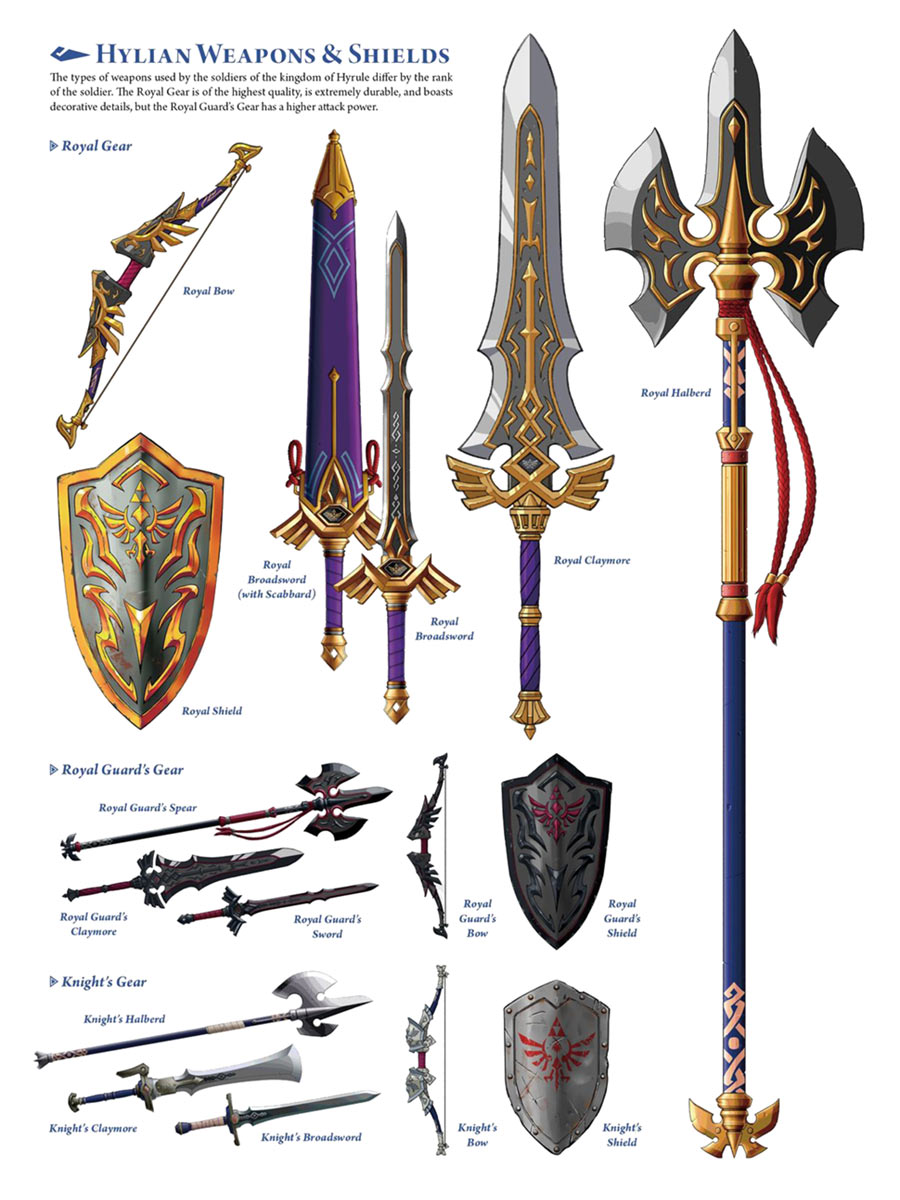 HYLIAN WEAPONS & SHIELDS
The types of weapons used by the soldiers of the kingdom of Hyrule differ by the rank
of the soldier. The Royal Gear is of the highest quality, is extremely durable, and boasts
decorative details, but the Royal Guard's Gear has a higher attack power.
Royal Gear
Royal Bow
Royal Halberd
Royal Claymore
Royal
Broadsword
(with Scabbard)
Royal
Broadsword
Royal Shield
Royal Guard's Gear
Royal Guard's Spear
Royal Guard's
Claymore
Royal Guard's
Sword
Royal
Guard's
Bow
Royal
Guard's
Shield
Knight's Gear
Knight's Halberd
Knight's Claymore
Knight's Broadsword
Knight's
Bow
Knight's
Shield